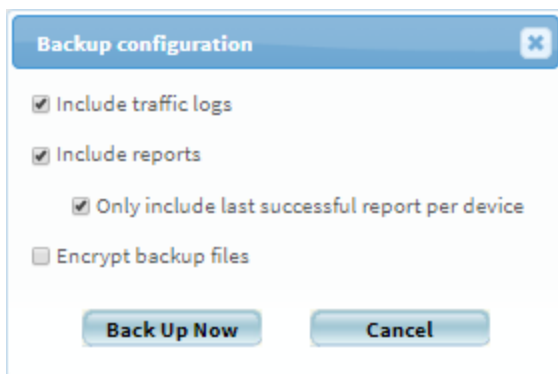 Backup configuration
Include traffic logs
Include reports
Only include last successful report per device
Encrypt backup files
Back Up Now Cancel